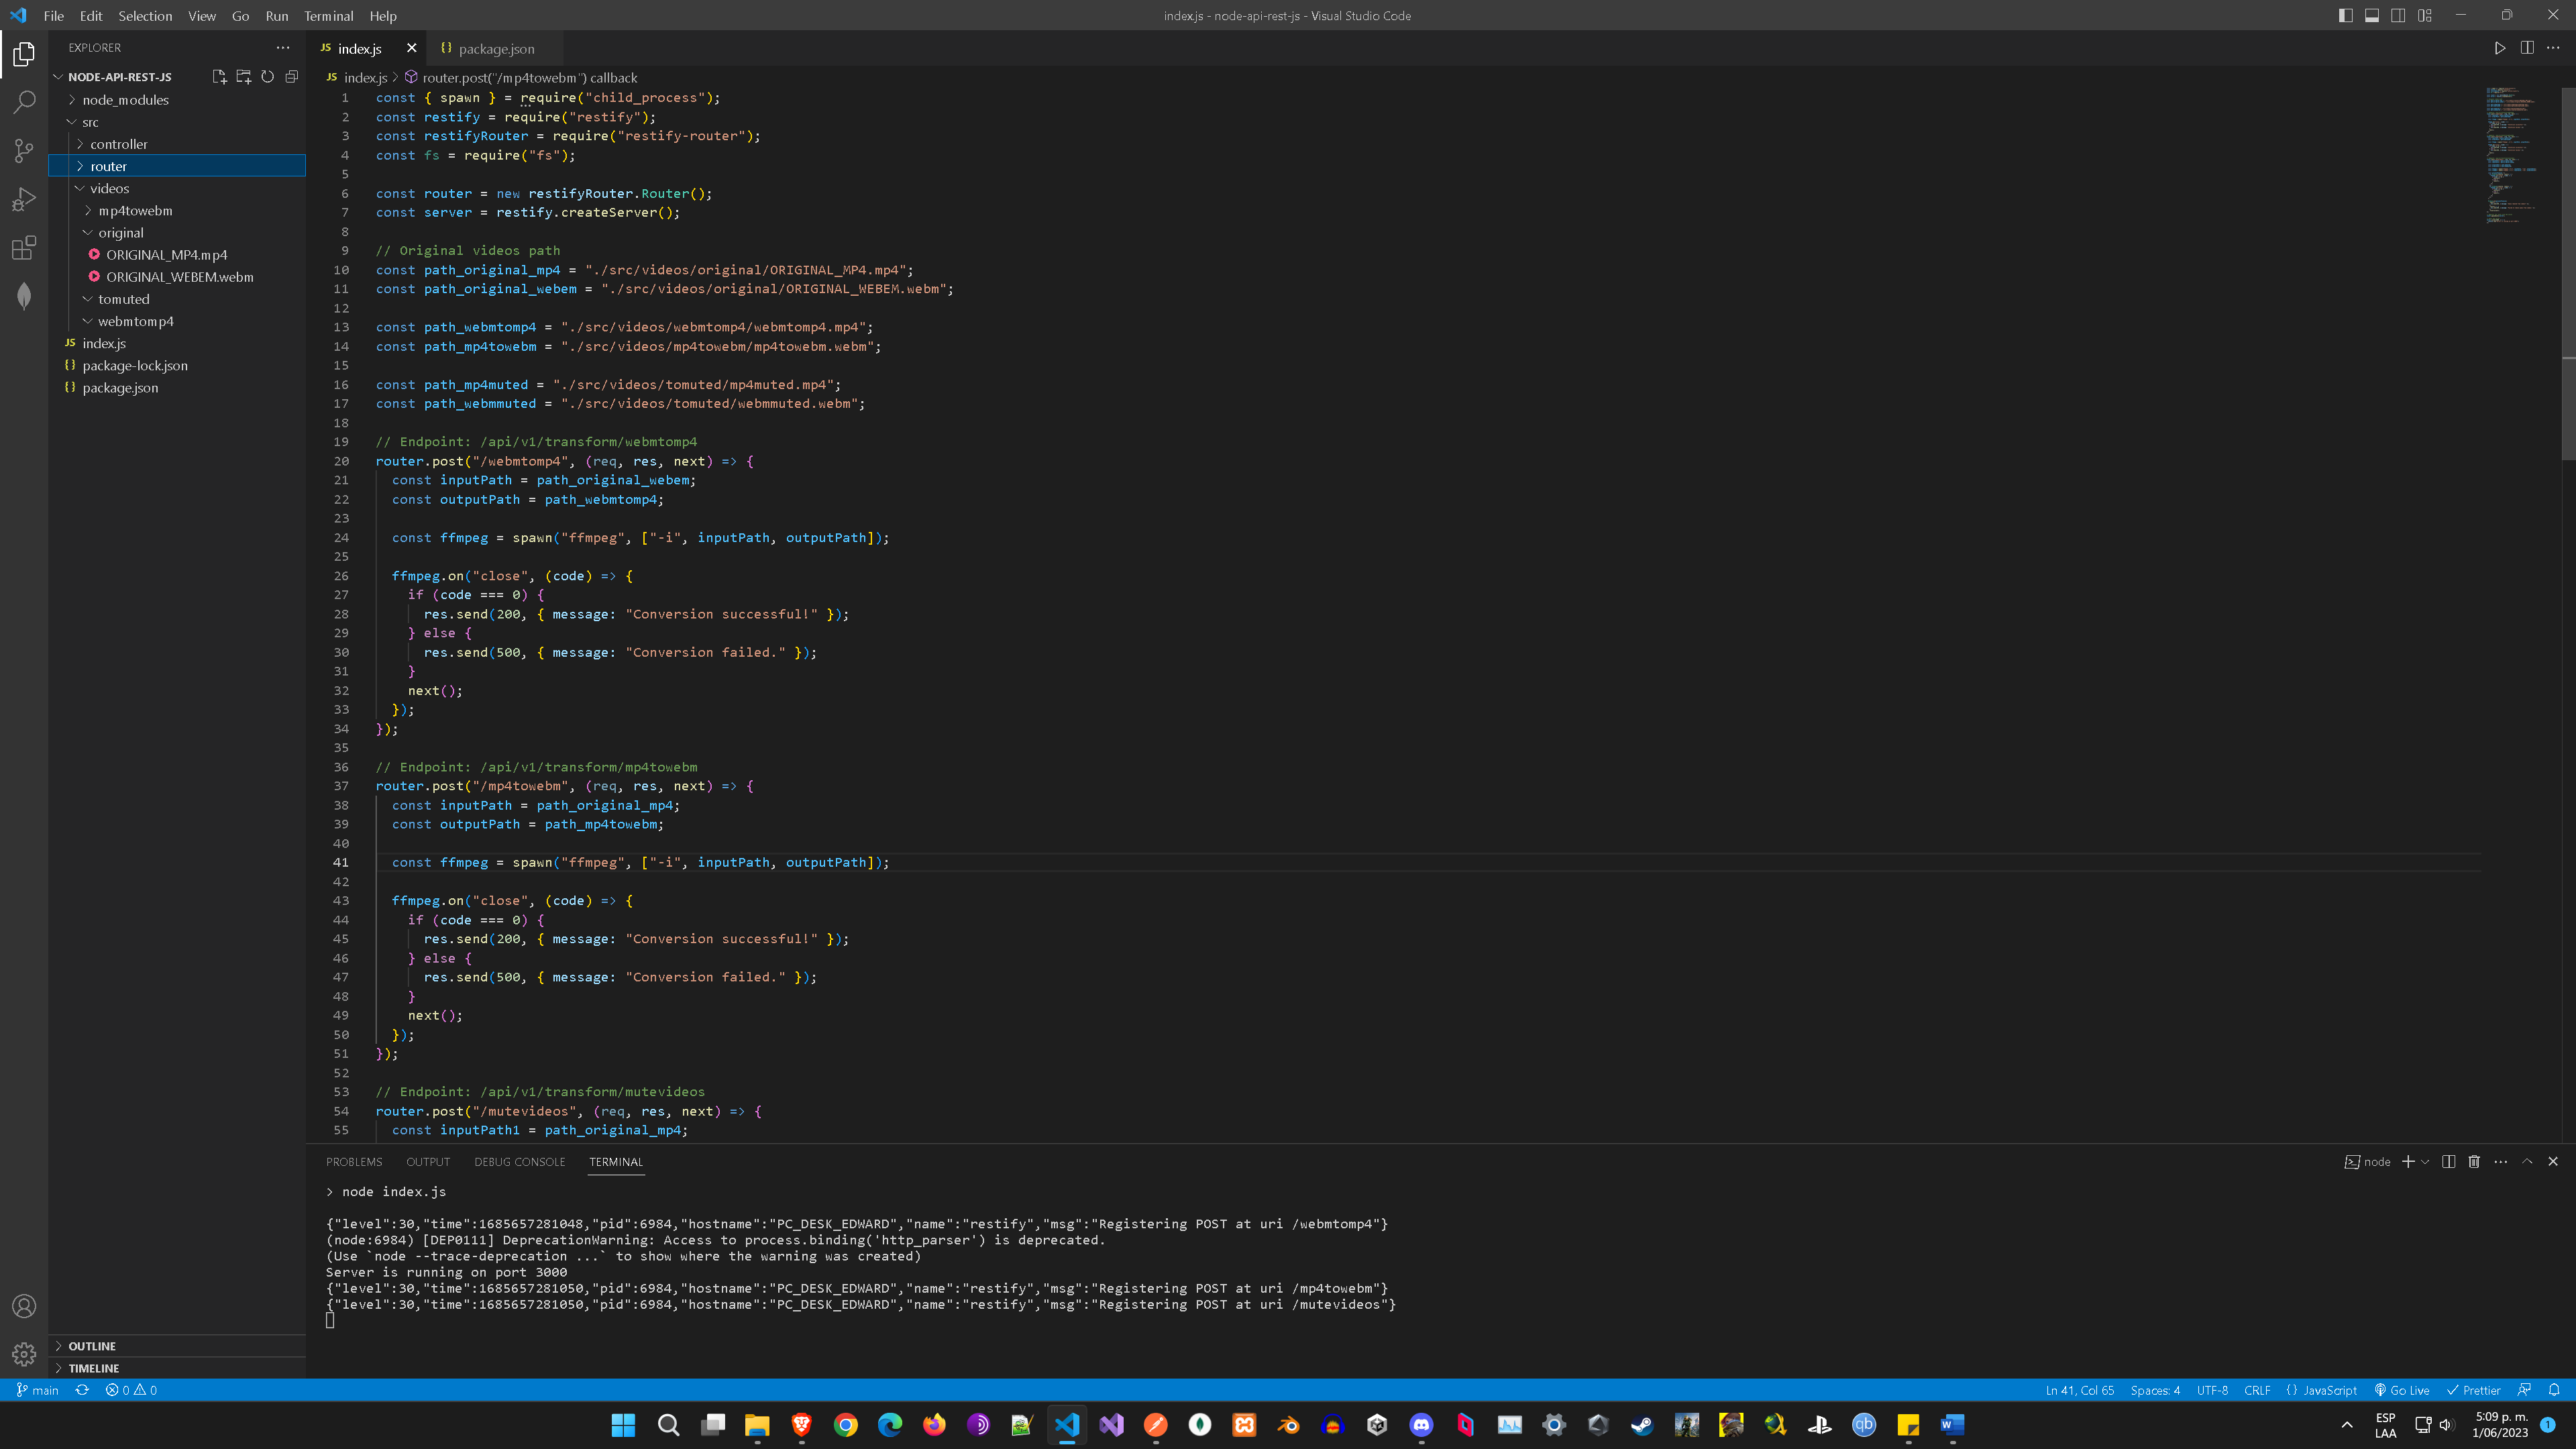 File Edit Selection View Go Run Terminal Help
index.js - node-api-rest-js - Visual Studio Code
EXPLORER
NODE-API-REST-JS
node_modules
src
controller
router
videos
mp4towebm
original
ORIGINAL_MP4.mp4
ORIGINAL_WEBEM.webm
tomuted
webmtomp4
JS index.js
{} package-lock.json
{} package.json
OUTLINE
TIMELINE
JS index.js {} package.json
JS index.js > router.post("/mp4towebm") callback
1 const { spawn } = require("child_process");
2 const restify = require("restify");
3 const restifyRouter = require("restify-router");
4 const fs = require("fs");
5
6 const router = new restifyRouter.Router();
7 const server = restify.createServer();
8
9 // Original videos path
10 const path_original_mp4 = "./src/videos/original/ORIGINAL_MP4.mp4";
11 const path_original_webem = "./src/videos/original/ORIGINAL_WEBEM.webm";
12
13 const path_webmtomp4 = "./src/videos/webmtomp4/webmtomp4.mp4";
14 const path_mp4towebm = "./src/videos/mp4towebm/mp4towebm.webm";
15
16 const path_mp4muted = "./src/videos/tomuted/mp4muted.mp4";
17 const path_webmmuted = "./src/videos/tomuted/webmmuted.webm";
18
19 // Endpoint: /api/v1/transform/webmtomp4
20 router.post("/webmtomp4", (req, res, next) => {
21 const inputPath = path_original_webem;
22 const outputPath = path_webmtomp4;
23
24 const ffmpeg = spawn("ffmpeg", ["-i", inputPath, outputPath]);
25
26 ffmpeg.on("close", (code) => {
27 if (code === 0) {
28 res.send(200, { message: "Conversion successful!" });
29 } else {
30 res.send(500, { message: "Conversion failed." });
31 }
32 next();
33 });
34 });
35
36 // Endpoint: /api/v1/transform/mp4towebm
37 router.post("/mp4towebm", (req, res, next) => {
38 const inputPath = path_original_mp4;
39 const outputPath = path_mp4towebm;
40
41 const ffmpeg = spawn("ffmpeg", ["-i", inputPath, outputPath]);
42
43 ffmpeg.on("close", (code) => {
44 if (code === 0) {
45 res.send(200, { message: "Conversion successful!" });
46 } else {
47 res.send(500, { message: "Conversion failed." });
48 }
49 next();
50 });
51 });
52
53 // Endpoint: /api/v1/transform/mutevideos
54 router.post("/mutevideos", (req, res, next) => {
55 const inputPath1 = path_original_mp4;
PROBLEMS OUTPUT DEBUG CONSOLE TERMINAL
node
> node index.js
{"level":30,"time":1685657281048,"pid":6984,"hostname":"PC_DESK_EDWARD","name":"restify","msg":"Registering POST at uri /webmtomp4"}
(node:6984) [DEP0111] DeprecationWarning: Access to process.binding('http_parser') is deprecated.
(Use `node --trace-deprecation ...` to show where the warning was created)
Server is running on port 3000
{"level":30,"time":1685657281050,"pid":6984,"hostname":"PC_DESK_EDWARD","name":"restify","msg":"Registering POST at uri /mp4towebm"}
{"level":30,"time":1685657281050,"pid":6984,"hostname":"PC_DESK_EDWARD","name":"restify","msg":"Registering POST at uri /mutevideos"}
main 0 0
Ln 41, Col 65 Spaces: 4 UTF-8 CRLF {} JavaScript Go Live Prettier
ESP
LAA
5:09 p. m.
1/06/2023
1
qb
W